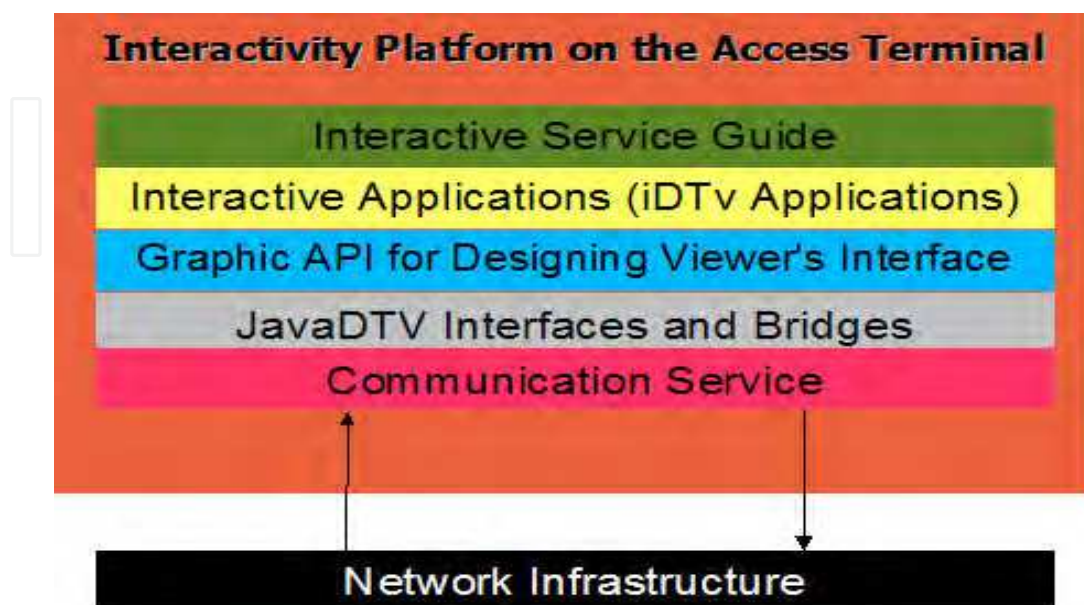 Interactivity Platform on the Access Terminal
Interactive Service Guide
Interactive Applications (iDTv Applications)
Graphic API for Designing Viewer's Interface
JavaDTV Interfaces and Bridges
Communication Service
Network Infrastructure